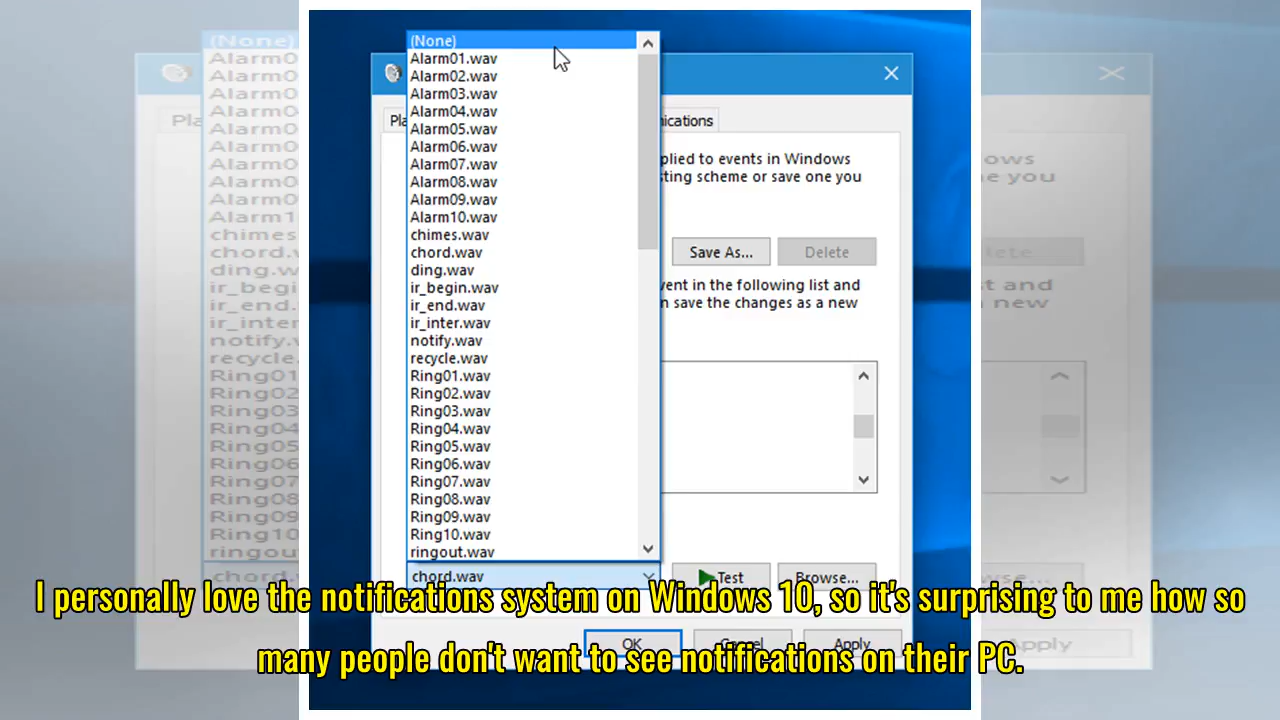 (None)
Alarm01.wav
Alarm02.wav
Alarm03.wav
Alarm04.wav
Alarm05.wav
Alarm06.wav
Alarm07.wav
Alarm08.wav
Alarm09.wav
Alarm10.wav
chimes.wav
chord.wav
ding.wav
ir_begin.wav
ir_end.wav
ir_inter.wav
notify.wav
recycle.wav
Ring01.wav
Ring02.wav
Ring03.wav
Ring04.wav
Ring05.wav
Ring06.wav
Ring07.wav
Ring08.wav
Ring09.wav
Ring10.wav
ringout.wav
chord.wav
Pla
ications
plied to events in Windows
sting scheme or save one you
Save As... Delete
vent in the following list and
n save the changes as a new
Test Browse...
OK Cancel Apply
I personally love the notifications system on Windows 10, so it's surprising to me how so
many people don't want to see notifications on their PC.